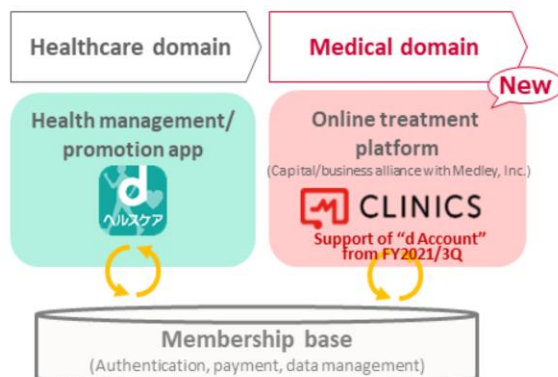 Healthcare domain
Medical domain
New
Health management/
promotion app
d
ヘルスケア
Online treatment
platform
(Capital/business alliance with Medley, Inc.)
CLINICS
Support of "d Account"
from FY2021/3Q
Membership base
(Authentication, payment, data management)